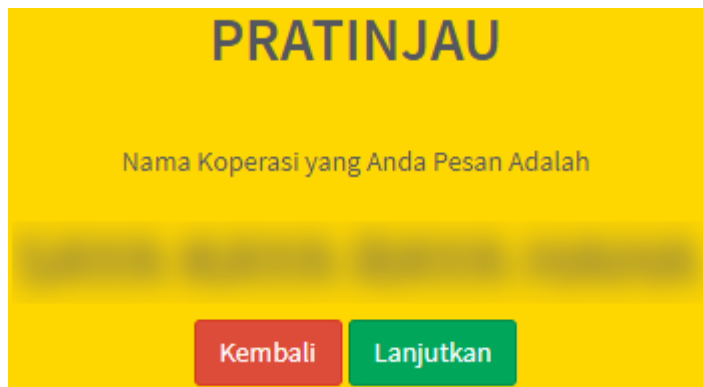 PRATINJAU
Nama Koperasi yang Anda Pesan Adalah
Kembali Lanjutkan